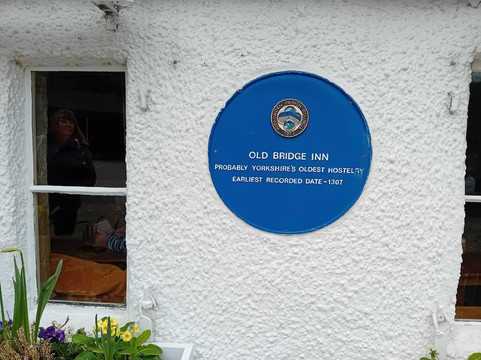 OLD BRIDGE INN
PROBABLY YORKSHIRE'S OLDEST HOSTELRY
EARLIEST RECORDED DATE - 1307